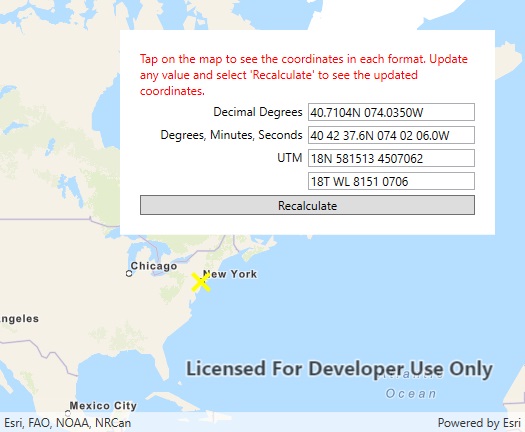 Tap on the map to see the coordinates in each format. Update
any value and select 'Recalculate' to see the updated
coordinates.
Decimal Degrees 40.7104N 074.0350W
Degrees, Minutes, Seconds 40 42 37.6N 074 02 06.0W
UTM 18N 581513 4507062
18T WL 8151 0706
Recalculate
Chicago
New York
ngeles
Licensed For Developer Use Only
Ocean
Mexico City
Esri, FAO, NOAA, NRCan
Powered by Esri